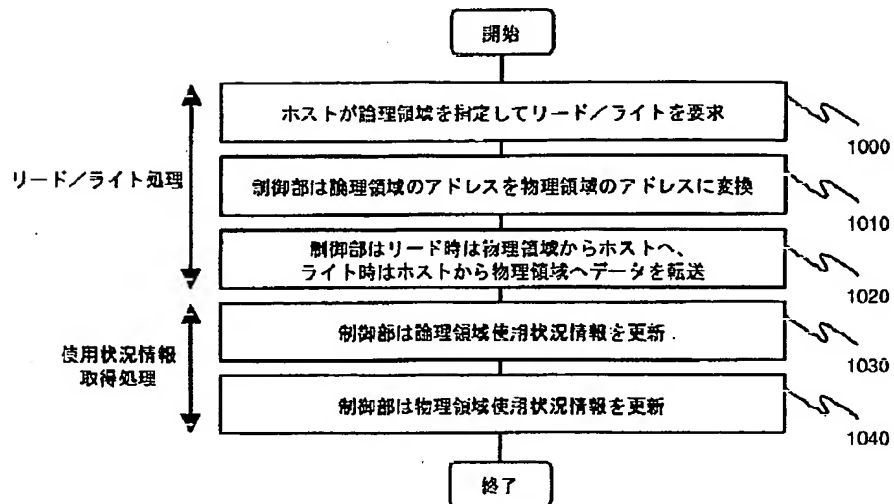 開始
ホストが論理領域を指定してリード／ライトを要求
1000
リード／ライト処理
制御部は論理領域のアドレスを物理領域のアドレスに変換
1010
制御部はリード時は物理領域からホストへ、
ライト時はホストから物理領域へデータを転送
1020
使用状況情報
取得処理
制御部は論理領域使用状況情報を更新
1030
制御部は物理領域使用状況情報を更新
1040
終了